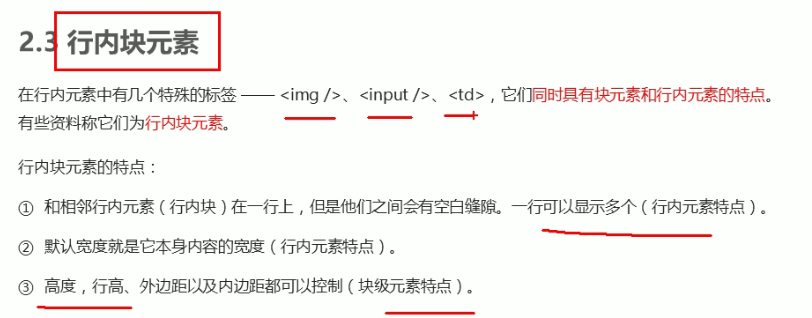 2.3 行内块元素
在行内元素中有几个特殊的标签 —— <img />、<input />、<td>，它们同时具有块元素和行内元素的特点。
有些资料称它们为行内块元素。
行内块元素的特点：
① 和相邻行内元素（行内块）在一行上，但是他们之间会有空白缝隙。一行可以显示多个（行内元素特点）。
② 默认宽度就是它本身内容的宽度（行内元素特点）。
③ 高度，行高、外边距以及内边距都可以控制（块级元素特点）。